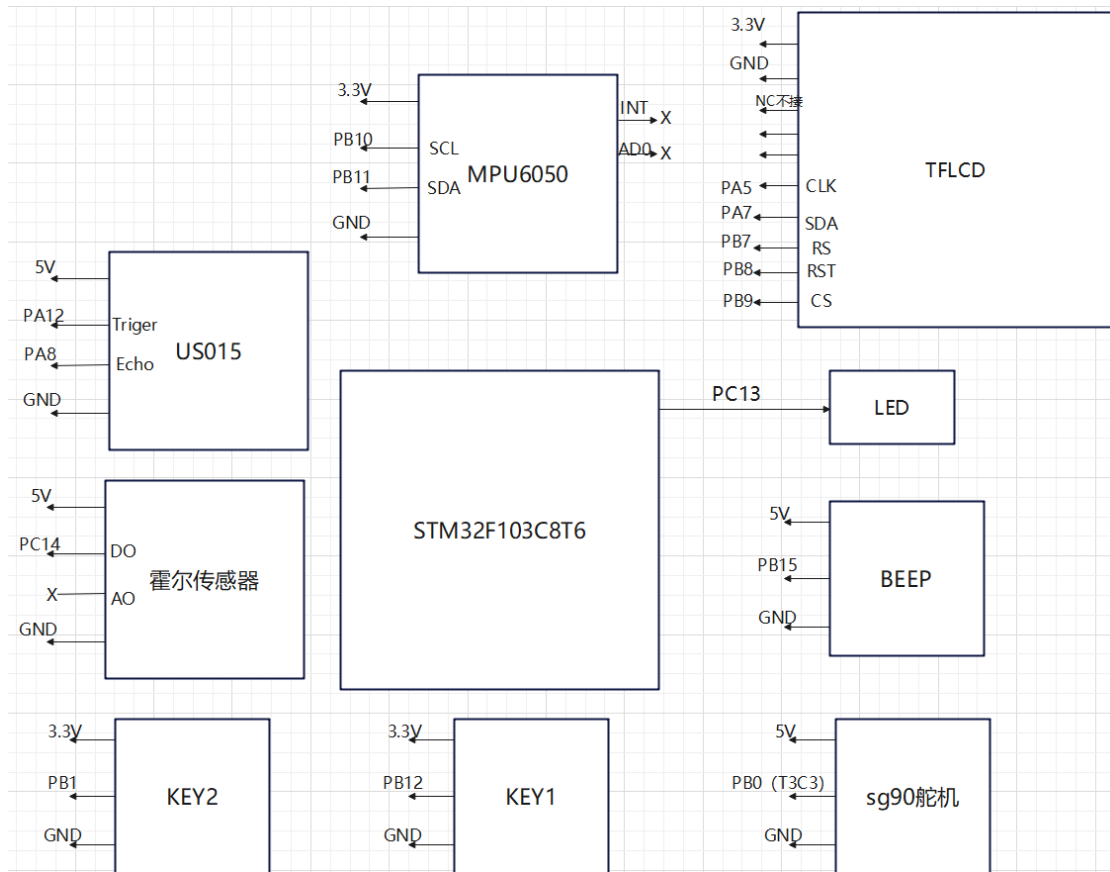 3.3V
GND
NC不接
PA5
CLK
PA7
SDA
PB7
RS
PB8
RST
PB9
CS
TFLCD
3.3V
INT
X
PB10
SCL
AD0
X
PB11
SDA
MPU6050
GND
5V
PA12
Triger
PA8
Echo
US015
GND
STM32F103C8T6
PC13
LED
5V
PC14
DO
X
AO
霍尔传感器
GND
5V
PB15
BEEP
GND
3.3V
PB1
KEY2
GND
3.3V
PB12
KEY1
GND
5V
PB0（T3C3）
sg90舵机
GND